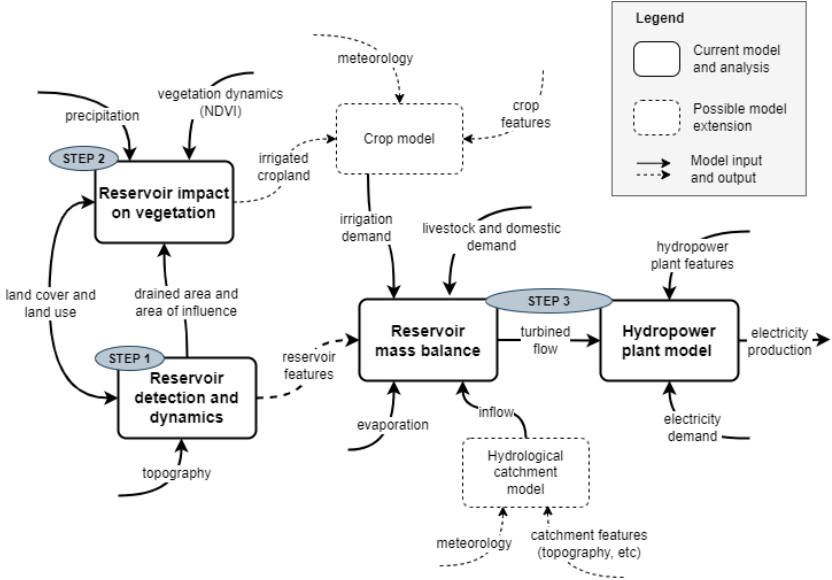 Legend
Current model
and analysis
Possible model
extension
Model input
and output
meteorology
crop
features
Crop model
vegetation dynamics
(NDVI)
precipitation
STEP 2
Reservoir impact
on vegetation
irrigated
cropland
irrigation
demand
livestock and domestic
demand
hydropower
plant features
land cover and
land use
drained area and
area of influence
STEP 3
Reservoir
mass balance
turbined
flow
Hydropower
plant model
electricity
production
STEP 1
Reservoir
detection and
dynamics
reservoir
features
evaporation
inflow
electricity
demand
topography
Hydrological
catchment
model
meteorology
catchment features
(topography, etc)